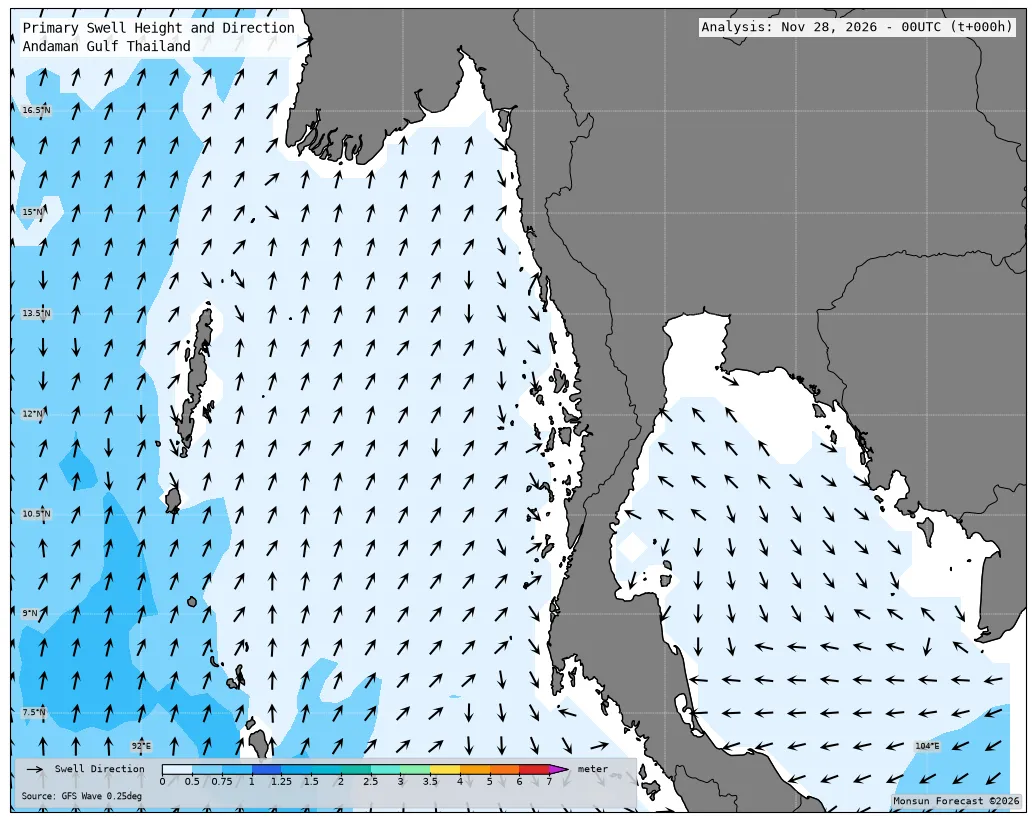 Primary Swell Height and Direction
Andaman Gulf Thailand
Analysis: Nov 28, 2026 - 00UTC (t+000h)
16.5°N
15°N
13.5°N
12°N
10.5°N
9°N
7.5°N
92°E
104°E
Swell Direction
meter
0 0.5 0.75 1 1.25 1.5 2 2.5 3 3.5 4 5 6 7
Source: GFS Wave 0.25deg
Monsun Forecast ©2026